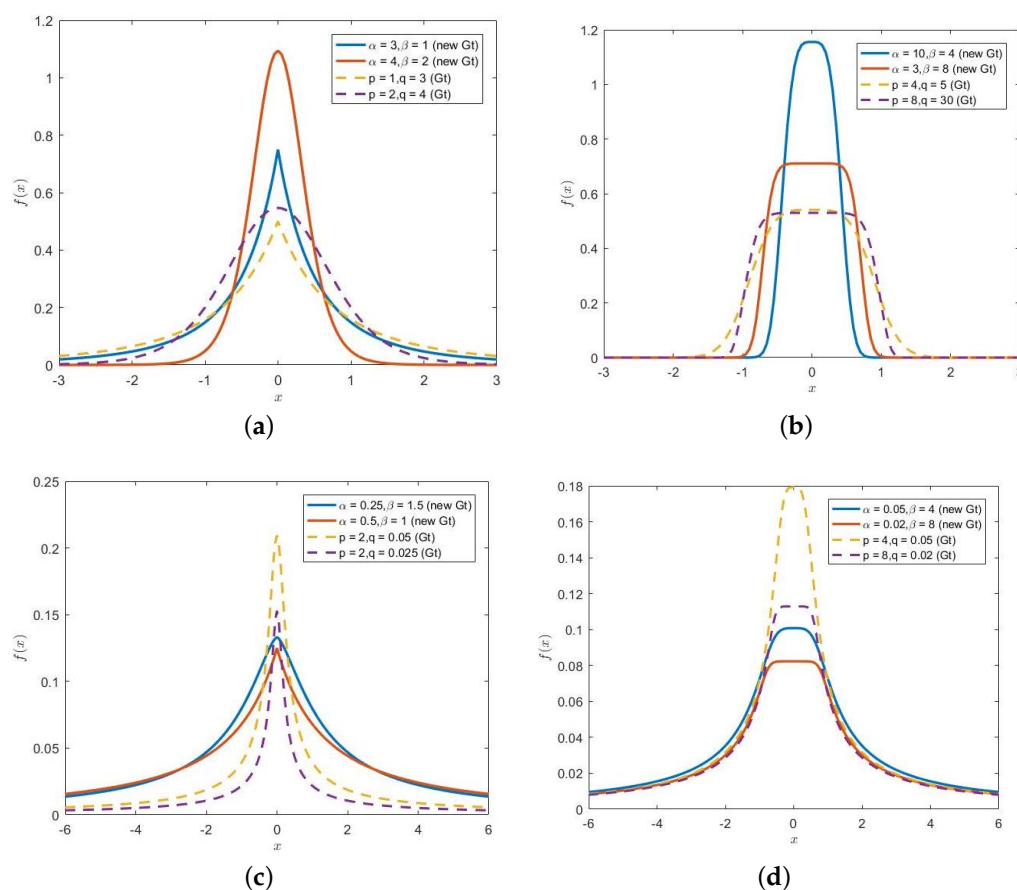 1.2
1
0.8
0.6
0.4
0.2
0
f(x)
α = 3,β = 1 (new Gt)
α = 4,β = 2 (new Gt)
p = 1,q = 3 (Gt)
p = 2,q = 4 (Gt)
-3 -2 -1 0 1 2 3
x
(a)
1.2
1
0.8
0.6
0.4
0.2
0
f(x)
α = 10,β = 4 (new Gt)
α = 3,β = 8 (new Gt)
p = 4,q = 5 (Gt)
p = 8,q = 30 (Gt)
-3 -2 -1 0 1 2 3
x
(b)
0.25
0.2
0.15
0.1
0.05
0
f(x)
α = 0.25,β = 1.5 (new Gt)
α = 0.5,β = 1 (new Gt)
p = 2,q = 0.05 (Gt)
p = 2,q = 0.025 (Gt)
-6 -4 -2 0 2 4 6
x
(c)
0.18
0.16
0.14
0.12
0.1
0.08
0.06
0.04
0.02
0
f(x)
α = 0.05,β = 4 (new Gt)
α = 0.02,β = 8 (new Gt)
p = 4,q = 0.05 (Gt)
p = 8,q = 0.02 (Gt)
-6 -4 -2 0 2 4 6
x
(d)